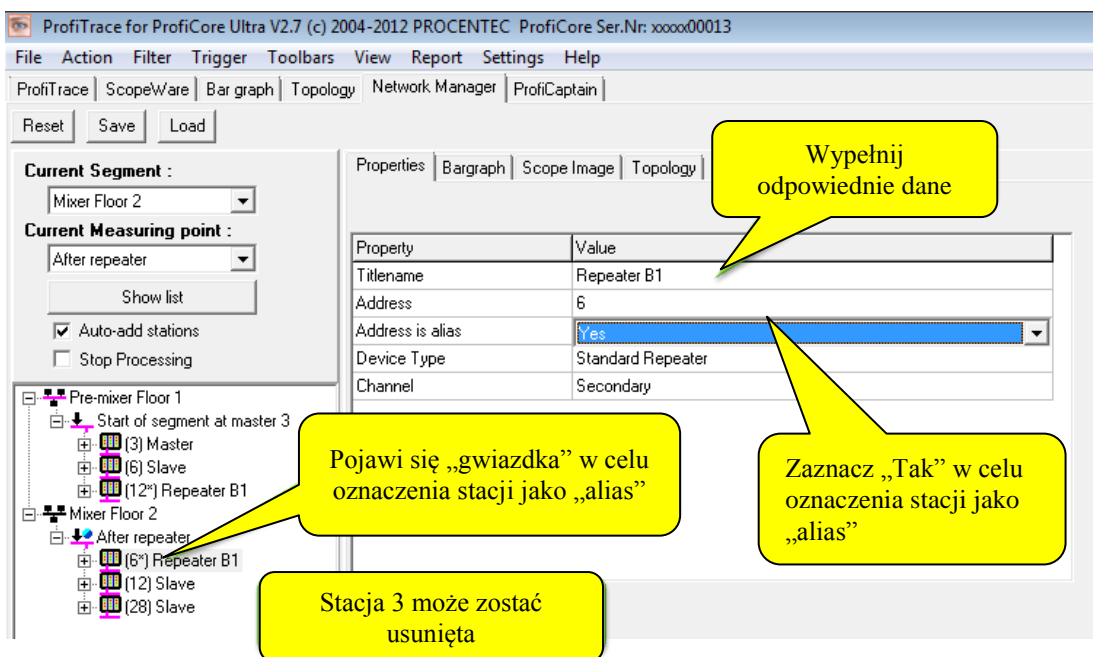 ProfiTrace for ProfiCore Ultra V2.7 (c) 2004-2012 PROCENTEC ProfiCore Ser.Nr: xxxxx00013
File Action Filter Trigger Toolbars View Report Settings Help
ProfiTrace ScopeWare Bar graph Topology Network Manager ProfiCaptain
Reset Save Load
Current Segment :
Mixer Floor 2
Current Measuring point :
After repeater
Show list
Auto-add stations
Stop Processing
Pre-mixer Floor 1
Start of segment at master 3
(3) Master
(6) Slave
(12*) Repeater B1
Mixer Floor 2
After repeater
(6*) Repeater B1
(12) Slave
(28) Slave
Properties Bargraph Scope Image Topology
Property Value
Titlename Repeater B1
Address 6
Address is alias Yes
Device Type Standard Repeater
Channel Secondary
Wypełnij
odpowiednie dane
Pojawi się „gwiazdka” w celu
oznaczenia stacji jako „alias”
Zaznacz „Tak” w celu
oznaczenia stacji jako
„alias”
Stacja 3 może zostać
usunięta